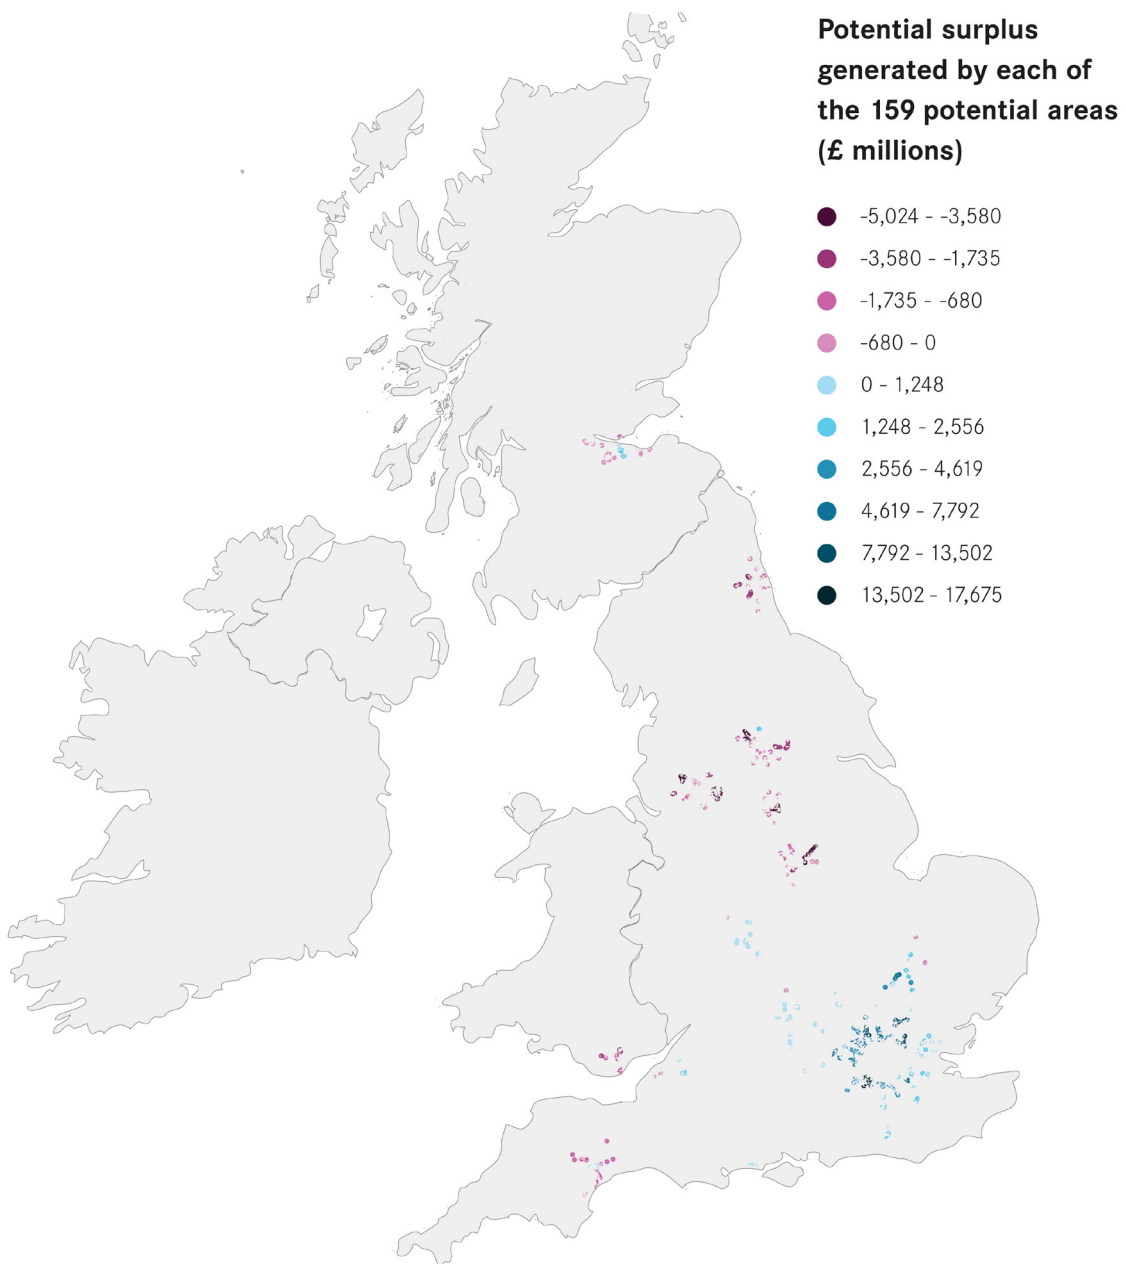 Potential surplus
generated by each of
the 159 potential areas
(£ millions)
-5,024 - -3,580
-3,580 - -1,735
-1,735 - -680
-680 - 0
0 - 1,248
1,248 - 2,556
2,556 - 4,619
4,619 - 7,792
7,792 - 13,502
13,502 - 17,675